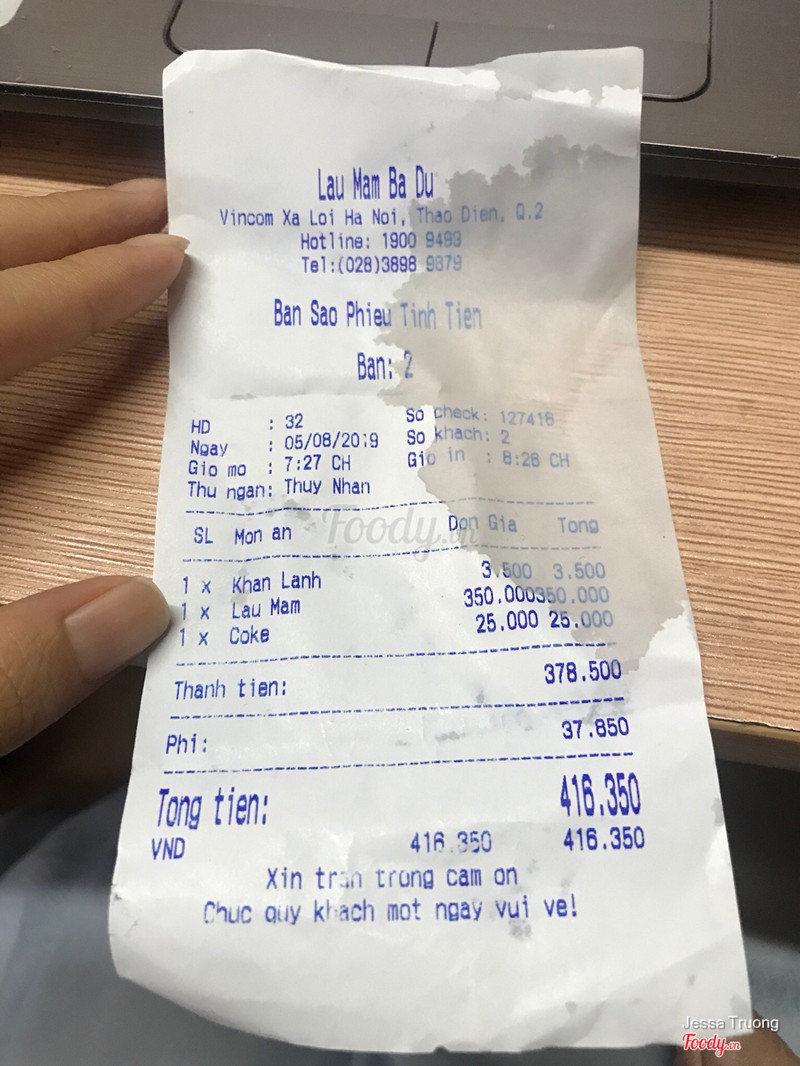 Lau Mam Ba Du
Vincom Xa Loi Ha Noi, Thao Dien, Q.2
Hotline: 1900 9499
Tel:(028)3898 9879
Ban Sao Phieu Tinh Tien
Ban: 2
HD : 32 So check: 127418
Ngay : 05/08/2019 So khach: 2
Gio mo : 7:27 CH Gio in : 8:28 CH
Thu ngan: Thuy Nhan
SL Mon an Don Gia Tong
1 x Khan Lanh 3.500 3.500
1 x Lau Mam 350.000 350.000
1 x Coke 25.000 25.000
Thanh tien: 378.500
Phi: 37.850
Tong tien: 416.350
VND 416.350 416.350
Xin tran trong cam on
Chuc quy khach mot ngay vui ve!
Foody.vn
Jessa Truong
Foody.vn